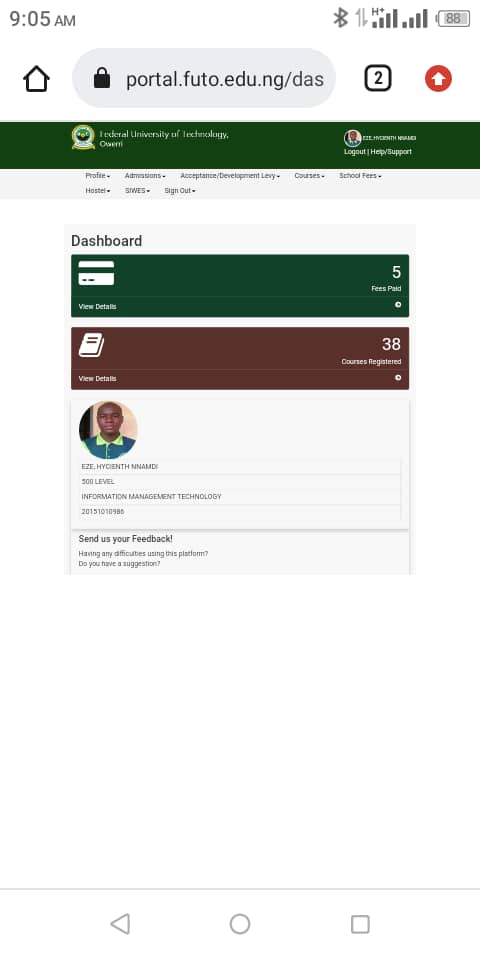 9:05 AM
H+
88
portal.futo.edu.ng/das
2
Federal University of Technology,
Owerri
EZE, HYCIENTH NNAMDI
Logout | Help/Support
Profile
Admissions
Acceptance/Development Levy
Courses
School Fees
Hostel
SIWES
Sign Out
Dashboard
5
Fees Paid
View Details
38
Courses Registered
View Details
EZE, HYCIENTH NNAMDI
500 LEVEL
INFORMATION MANAGEMENT TECHNOLOGY
20151010986
Send us your Feedback!
Having any difficulties using this platform?
Do you have a suggestion?